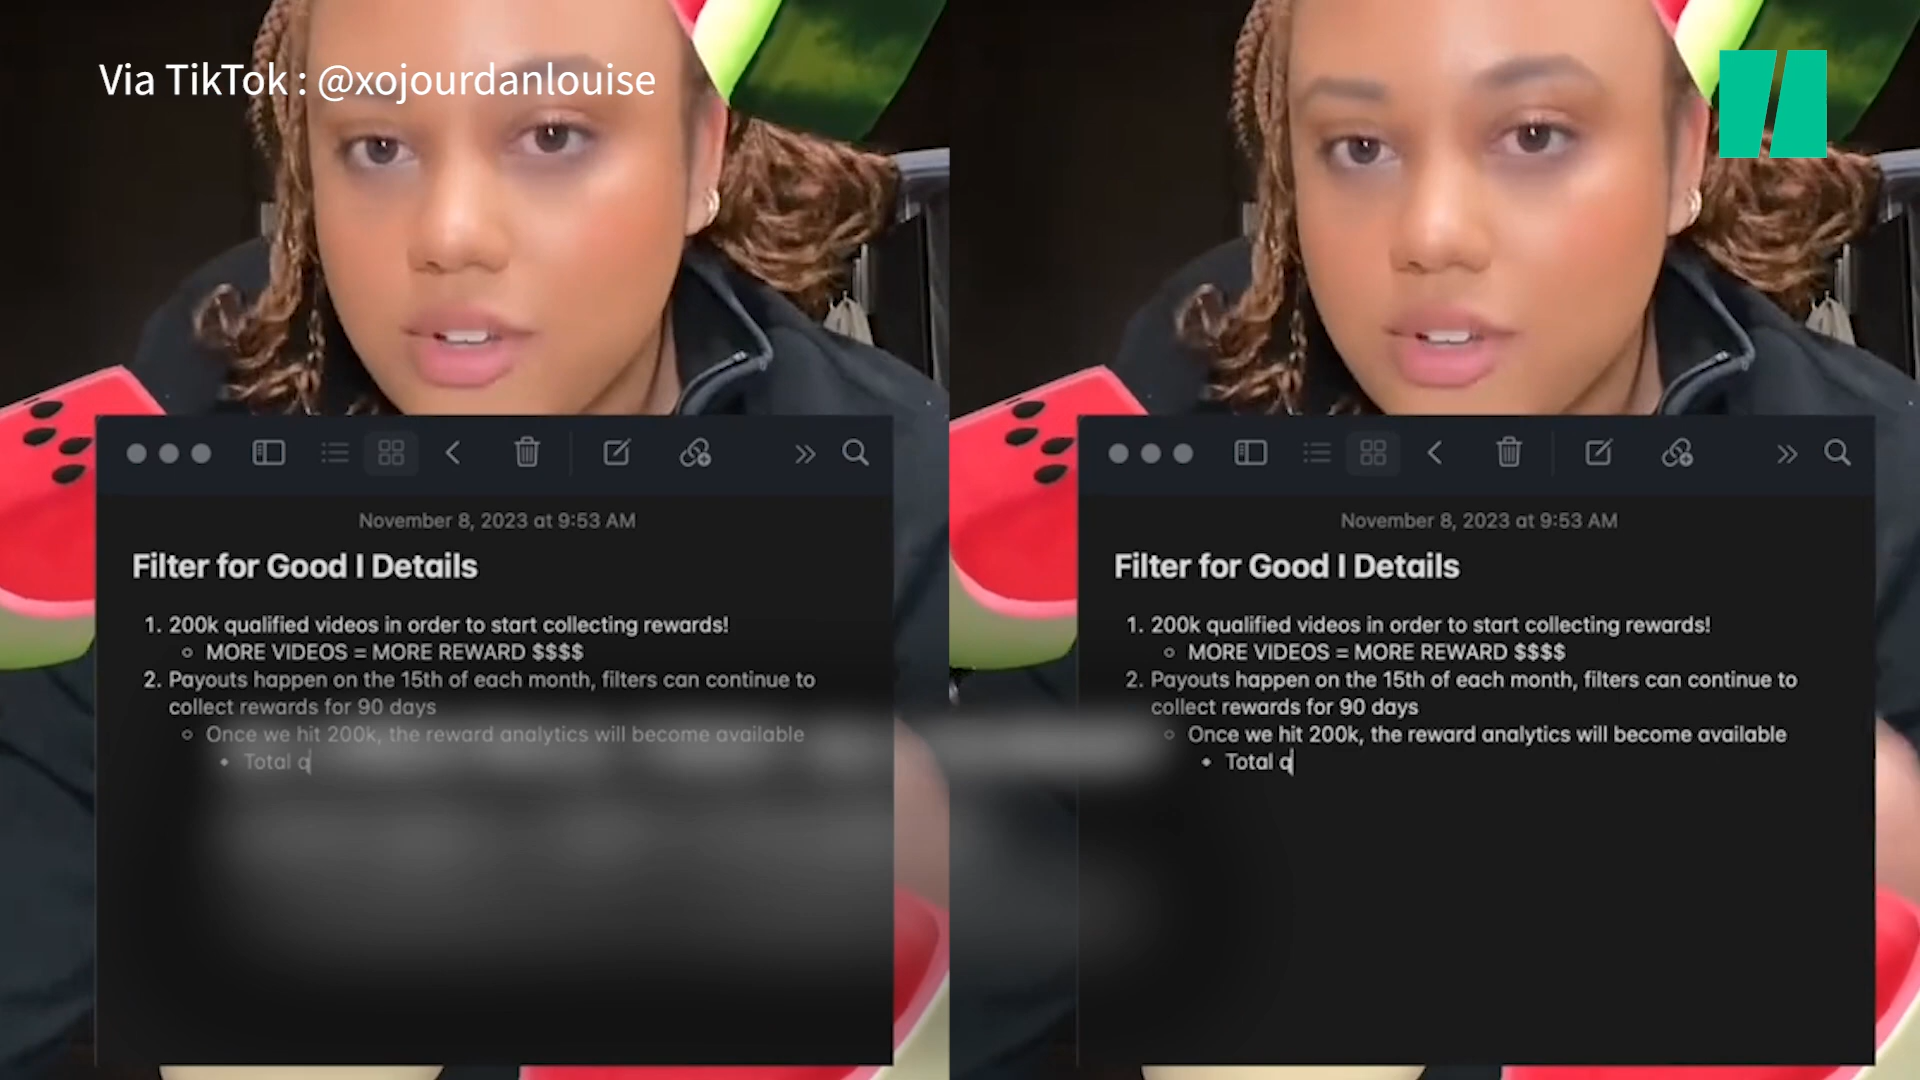 Via TikTok : @xojourdanlouise
November 8, 2023 at 9:53 AM
Filter for Good I Details
1. 200k qualified videos in order to start collecting rewards!
MORE VIDEOS = MORE REWARD $$$$
2. Payouts happen on the 15th of each month, filters can continue to
collect rewards for 90 days
Once we hit 200k, the reward analytics will become available
Total q
November 8, 2023 at 9:53 AM
Filter for Good I Details
1. 200k qualified videos in order to start collecting rewards!
MORE VIDEOS = MORE REWARD $$$$
2. Payouts happen on the 15th of each month, filters can continue to
collect rewards for 90 days
Once we hit 200k, the reward analytics will become available
Total q